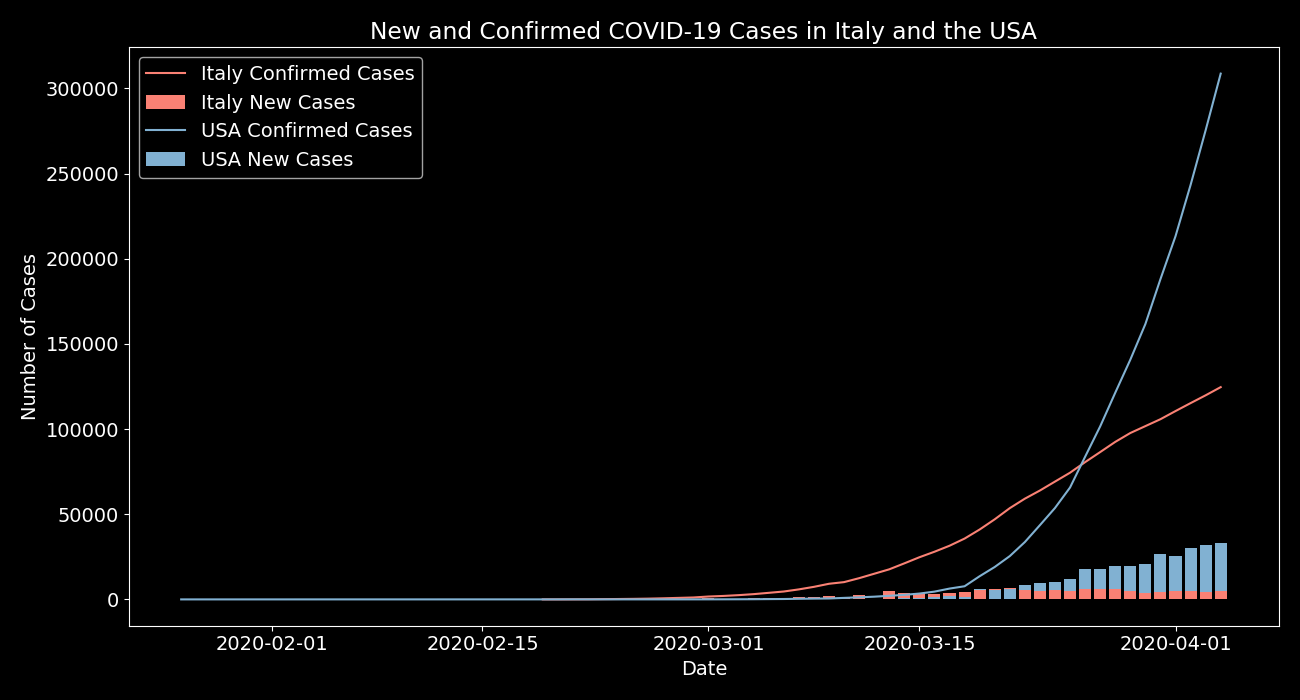 New and Confirmed COVID-19 Cases in Italy and the USA
Italy Confirmed Cases
Italy New Cases
USA Confirmed Cases
USA New Cases
300000
250000
200000
150000
100000
50000
0
Number of Cases
2020-02-01 2020-02-15 2020-03-01 2020-03-15 2020-04-01
Date